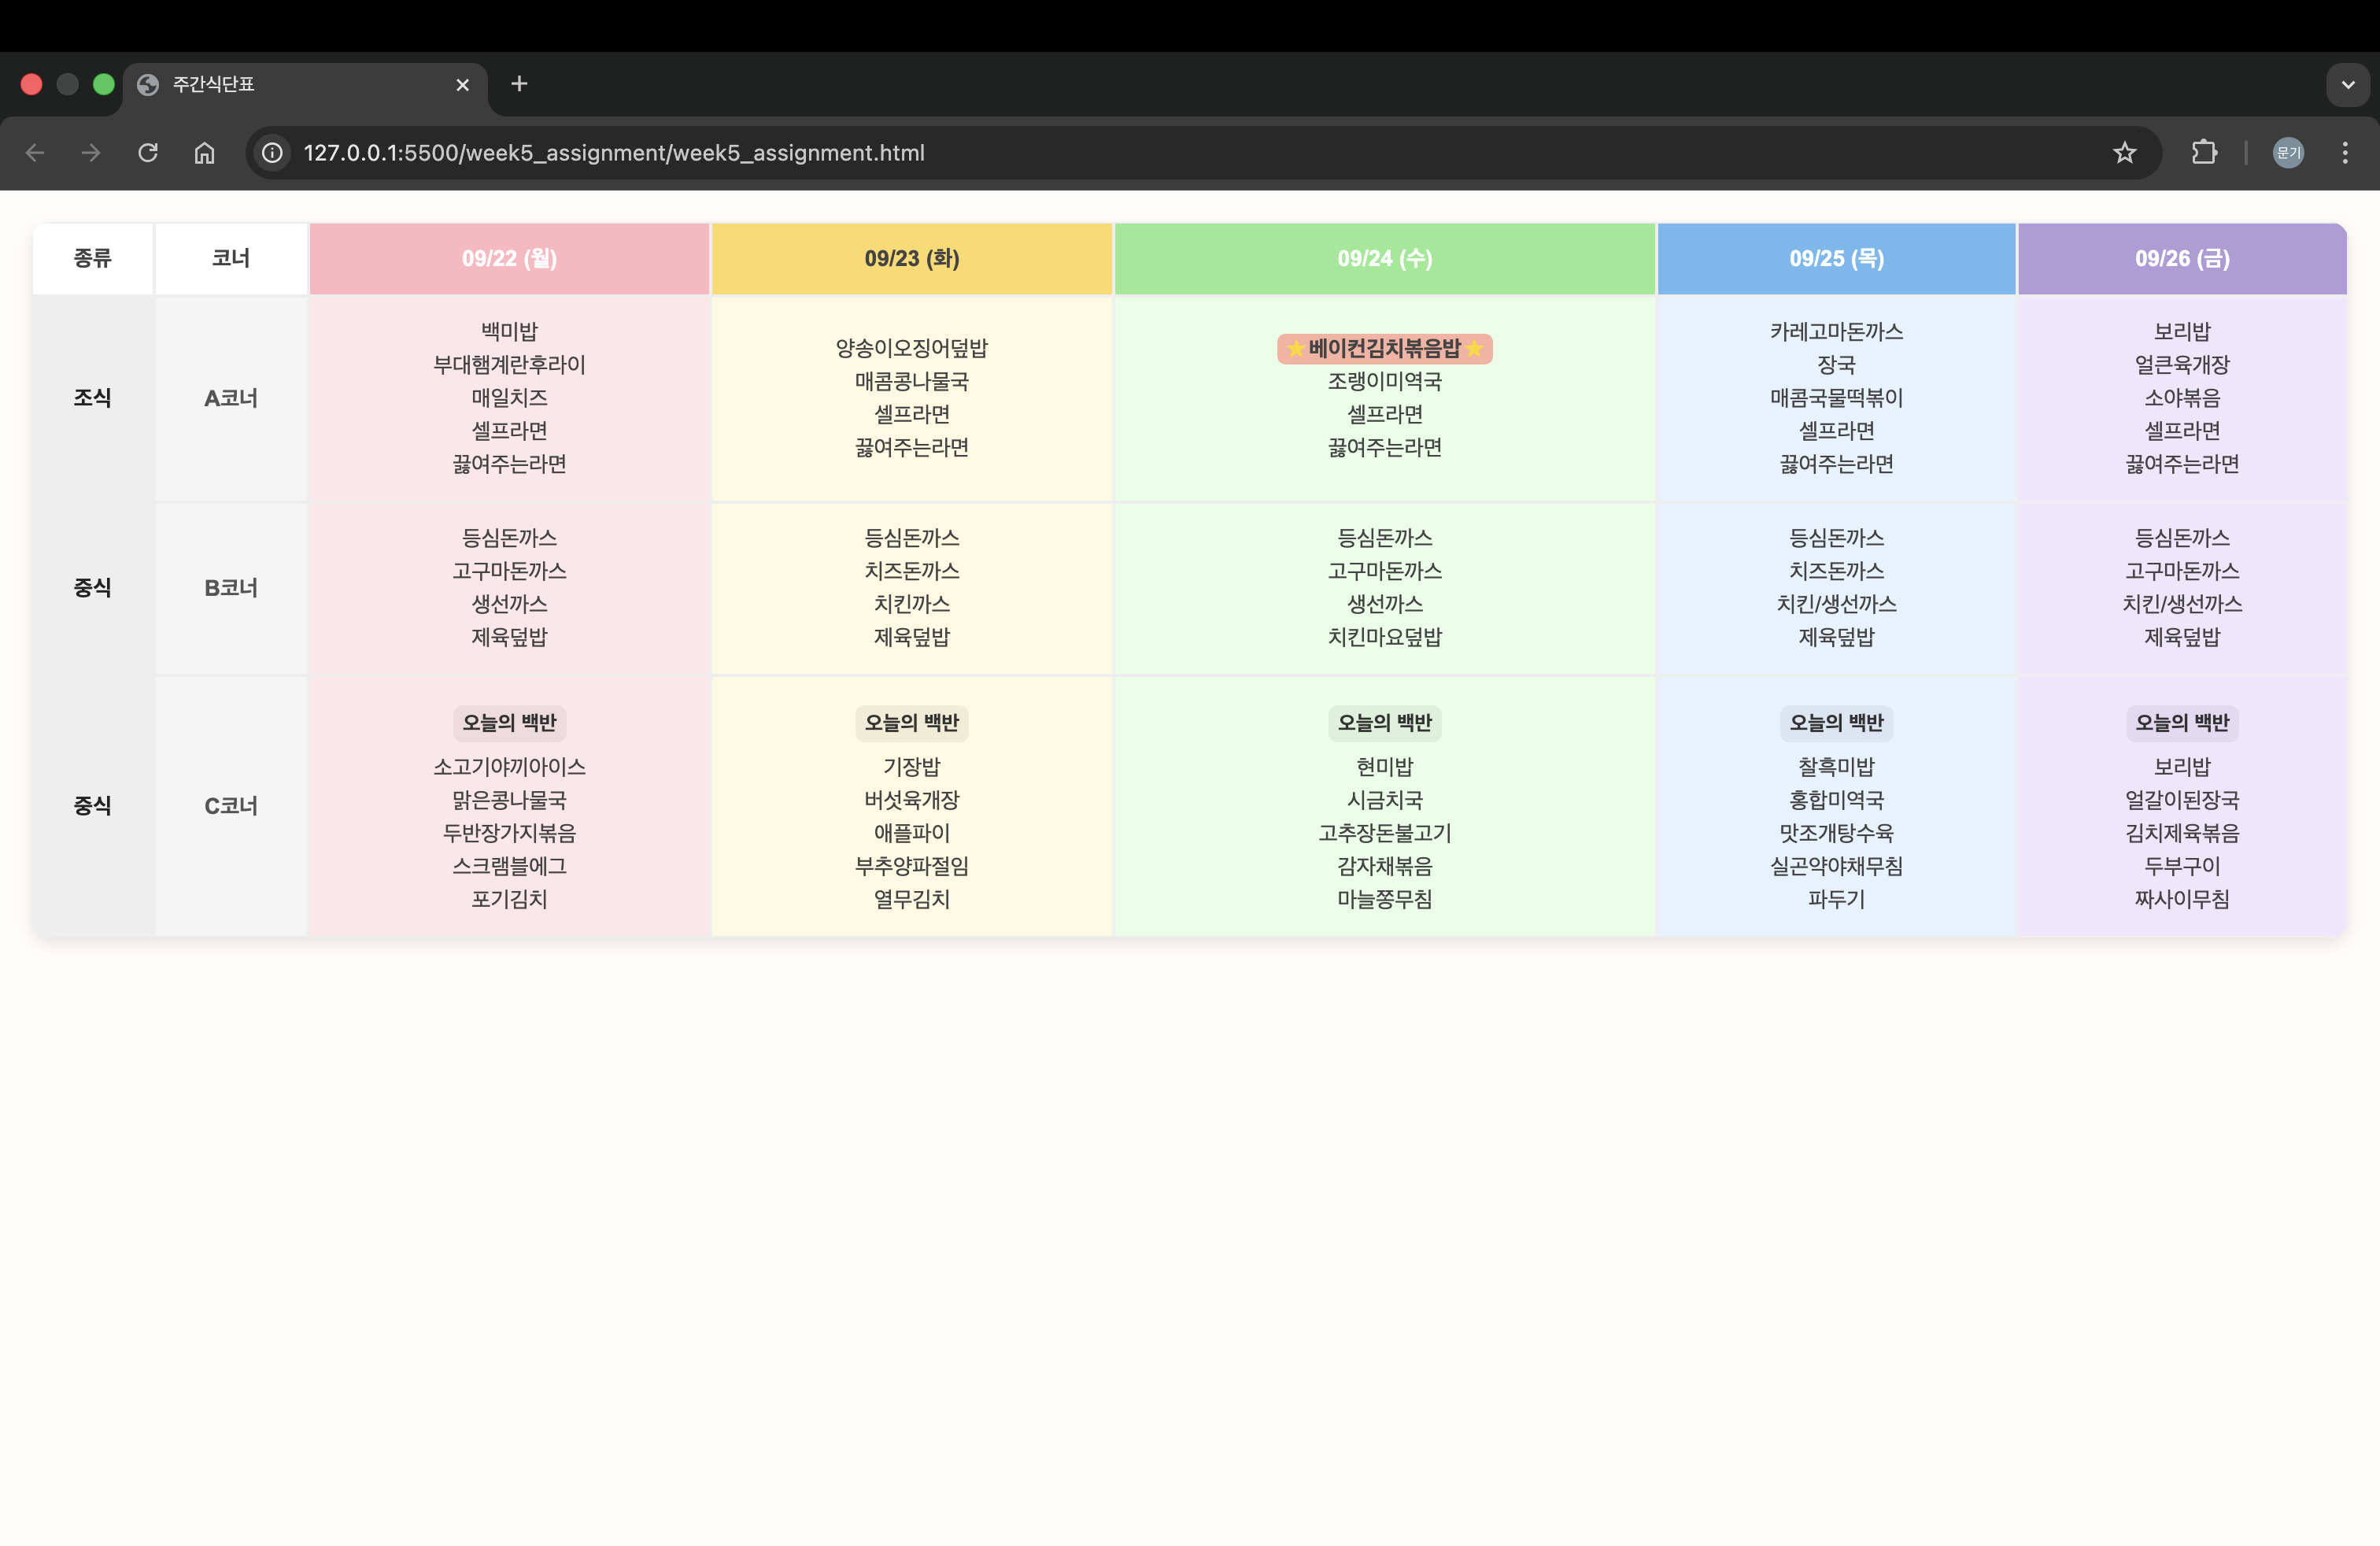 주간식단표
127.0.0.1:5500/week5_assignment/week5_assignment.html
문기
종류 코너 09/22 (월) 09/23 (화) 09/24 (수) 09/25 (목) 09/26 (금)
조식
A코너
백미밥
부대햄계란후라이
매일치즈
셀프라면
끓여주는라면
양송이오징어덮밥
매콤콩나물국
셀프라면
끓여주는라면
⭐베이컨김치볶음밥⭐
조랭이미역국
셀프라면
끓여주는라면
카레고마돈까스
장국
매콤국물떡볶이
셀프라면
끓여주는라면
보리밥
얼큰육개장
소야볶음
셀프라면
끓여주는라면
중식
B코너
등심돈까스
고구마돈까스
생선까스
제육덮밥
등심돈까스
치즈돈까스
치킨까스
제육덮밥
등심돈까스
고구마돈까스
생선까스
치킨마요덮밥
등심돈까스
치즈돈까스
치킨/생선까스
제육덮밥
등심돈까스
고구마돈까스
치킨/생선까스
제육덮밥
중식
C코너
오늘의 백반
소고기야끼아이스
맑은콩나물국
두반장가지볶음
스크램블에그
포기김치
오늘의 백반
기장밥
버섯육개장
애플파이
부추양파절임
열무김치
오늘의 백반
현미밥
시금치국
고추장돈불고기
감자채볶음
마늘쫑무침
오늘의 백반
찰흑미밥
홍합미역국
맛조개탕수육
실곤약야채무침
파두기
오늘의 백반
보리밥
얼갈이된장국
김치제육볶음
두부구이
짜사이무침